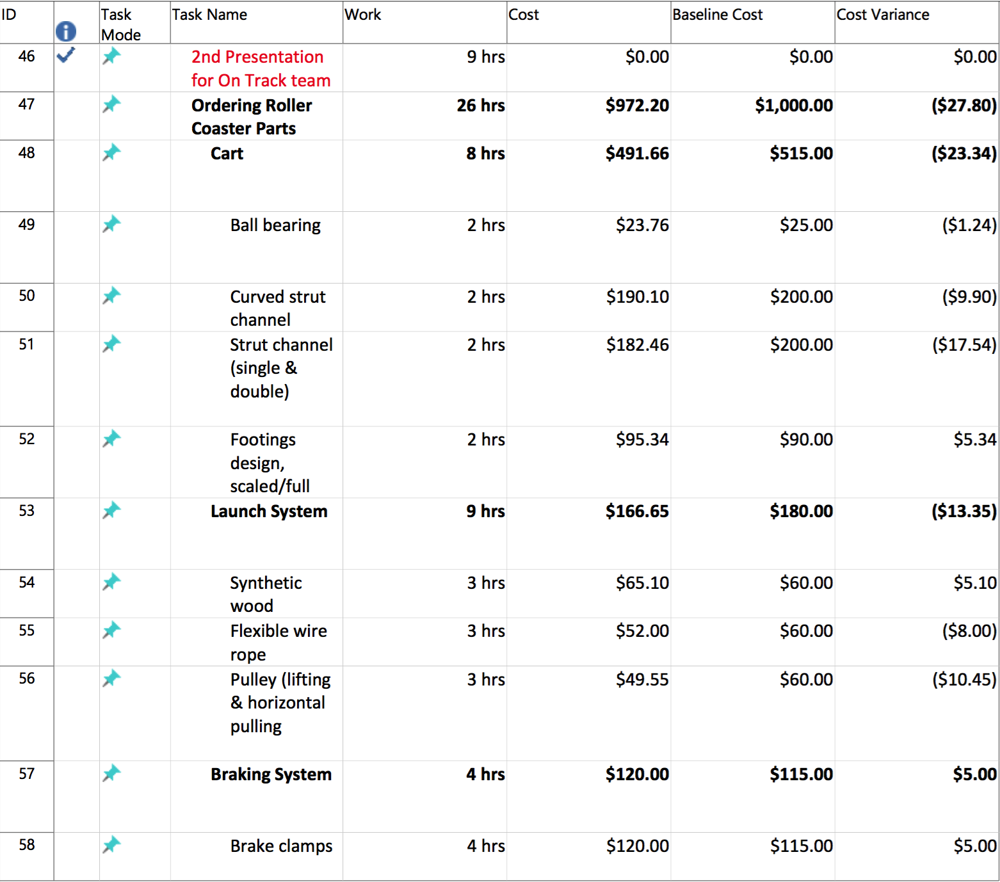 ID Task Mode Task Name Work Cost Baseline Cost Cost Variance
46 2nd Presentation for On Track team 9 hrs $0.00 $0.00 $0.00
47 Ordering Roller Coaster Parts 26 hrs $972.20 $1,000.00 ($27.80)
48 Cart 8 hrs $491.66 $515.00 ($23.34)
49 Ball bearing 2 hrs $23.76 $25.00 ($1.24)
50 Curved strut channel 2 hrs $190.10 $200.00 ($9.90)
51 Strut channel (single & double) 2 hrs $182.46 $200.00 ($17.54)
52 Footings design, scaled/full 2 hrs $95.34 $90.00 $5.34
53 Launch System 9 hrs $166.65 $180.00 ($13.35)
54 Synthetic wood 3 hrs $65.10 $60.00 $5.10
55 Flexible wire rope 3 hrs $52.00 $60.00 ($8.00)
56 Pulley (lifting & horizontal pulling 3 hrs $49.55 $60.00 ($10.45)
57 Braking System 4 hrs $120.00 $115.00 $5.00
58 Brake clamps 4 hrs $120.00 $115.00 $5.00